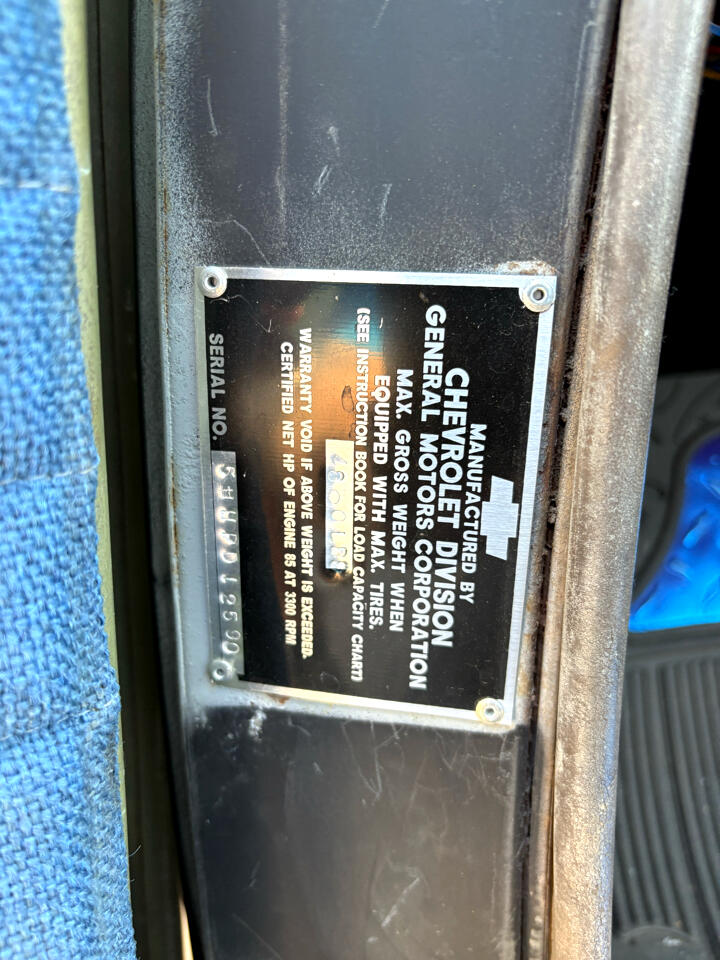 MANUFACTURED BY
CHEVROLET DIVISION
GENERAL MOTORS CORPORATION
MAX. GROSS WEIGHT WHEN
EQUIPPED WITH MAX. TIRES.
(SEE INSTRUCTION BOOK FOR LOAD CAPACITY CHART)
4800 LBS
WARRANTY VOID IF ABOVE WEIGHT IS EXCEEDED.
CERTIFIED NET HP OF ENGINE 85 AT 3300 RPM
SERIAL NO.